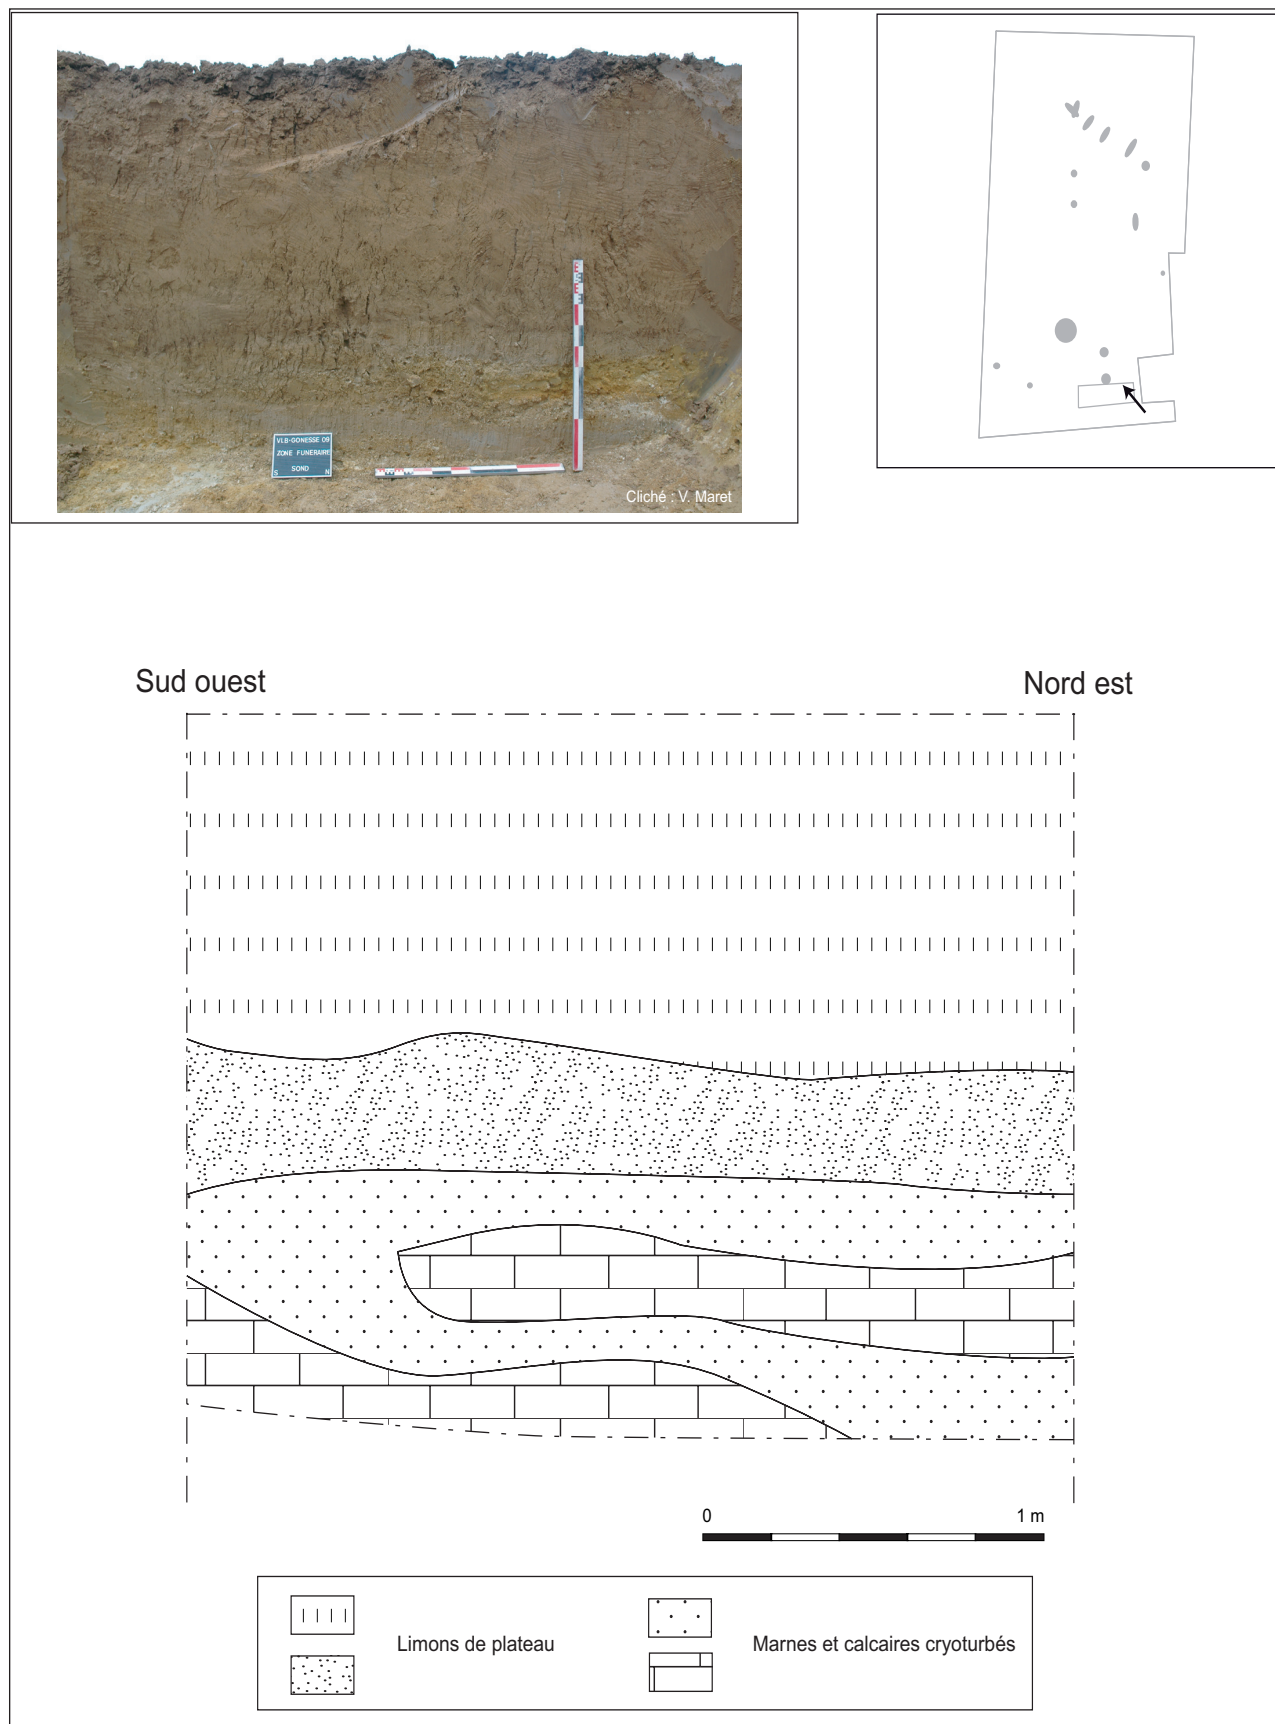 VI.B-GONESSE 09
ZONE FUNERAIRE
SOND
S N
Cliché : V. Maret
Sud ouest
Nord est
0 1 m
Limons de plateau
Marnes et calcaires cryoturbés